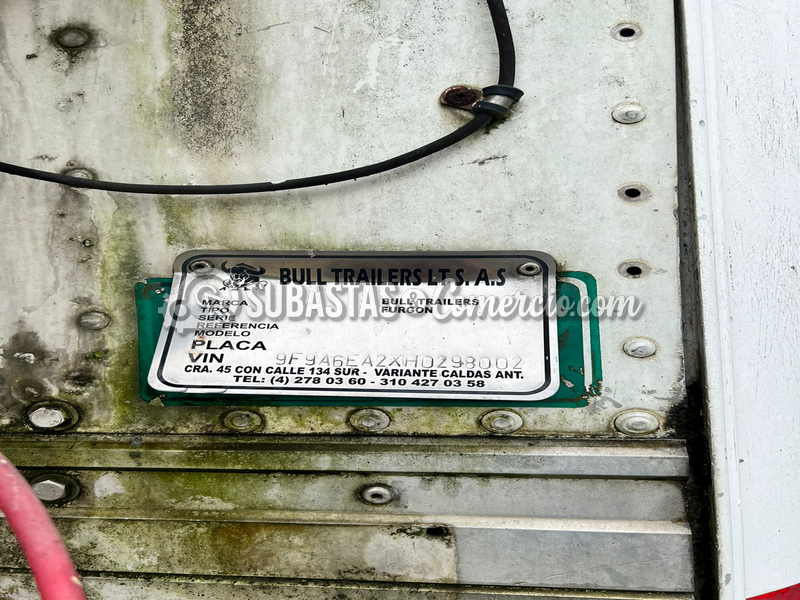 BULL TRAILERS I.T S.A.S
SUBASTAS & Comercio.com
MARCA BULL TRAILERS
TIPO FURGON
SERIE
REFERENCIA
MODELO
PLACA
VIN 9F9A6EA2XH0298002
CRA. 45 CON CALLE 134 SUR - VARIANTE CALDAS ANT.
TEL: (4) 278 03 60 - 310 427 03 58